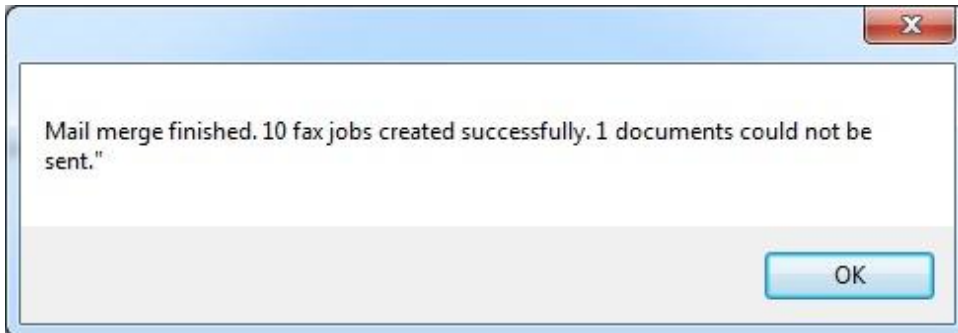 Mail merge finished. 10 fax jobs created successfully. 1 documents could not be
sent."
OK